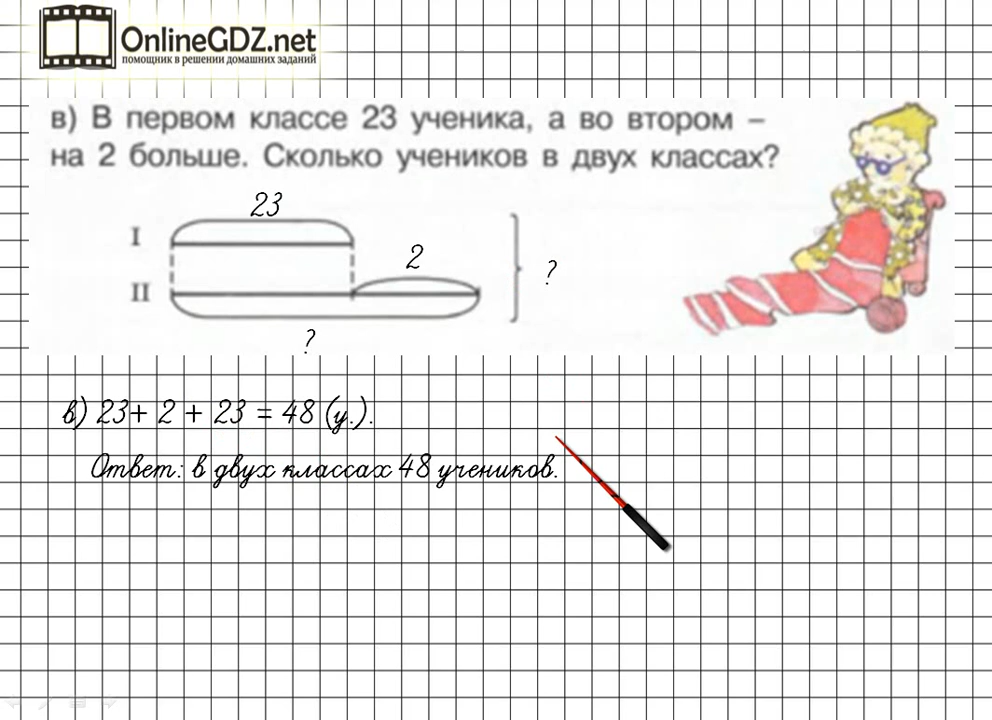 OnlineGDZ.net
помощник в решении домашних заданий
в) В первом классе 23 ученика, а во втором –
на 2 больше. Сколько учеников в двух классах?
23
I
2
?
II
?
в) 23+ 2 + 23 = 48 (у.).
Ответ: в двух классах 48 учеников.